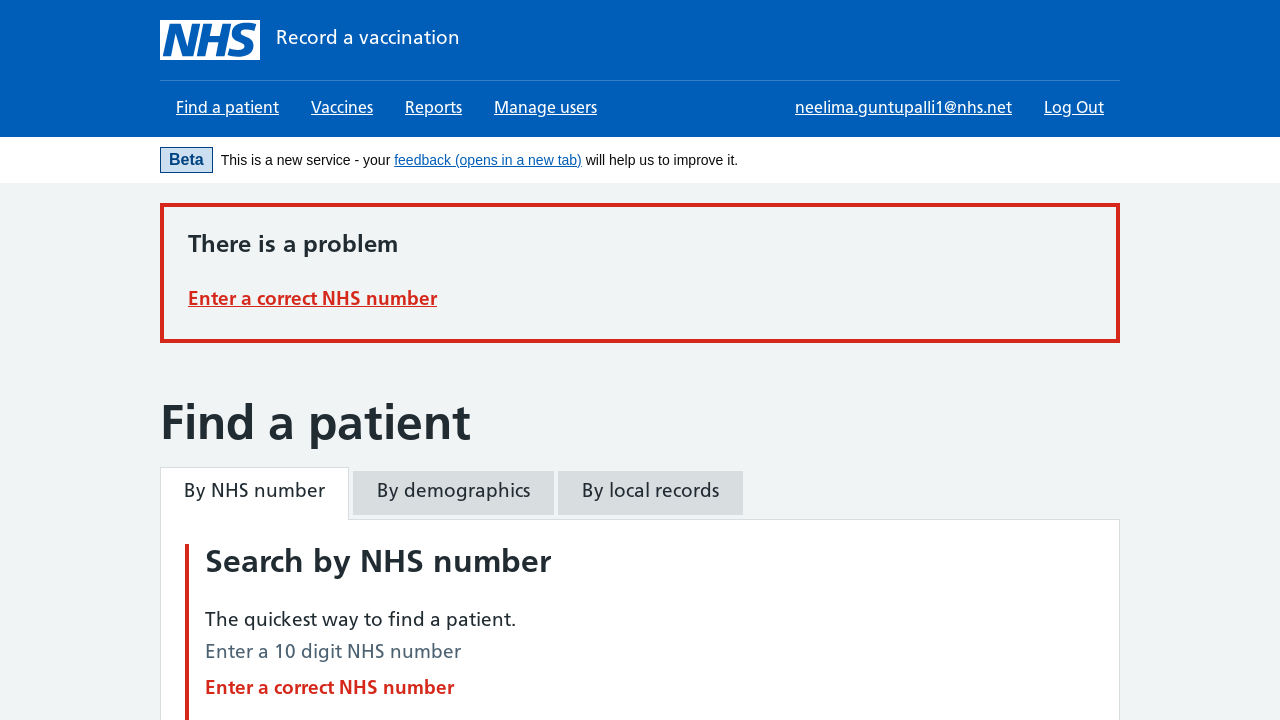 NHS Record a vaccination
Find a patient Vaccines Reports Manage users neelima.guntupalli1@nhs.net Log Out
Beta This is a new service - your feedback (opens in a new tab) will help us to improve it.
There is a problem
Enter a correct NHS number
Find a patient
By NHS number By demographics By local records
Search by NHS number
The quickest way to find a patient.
Enter a 10 digit NHS number
Enter a correct NHS number